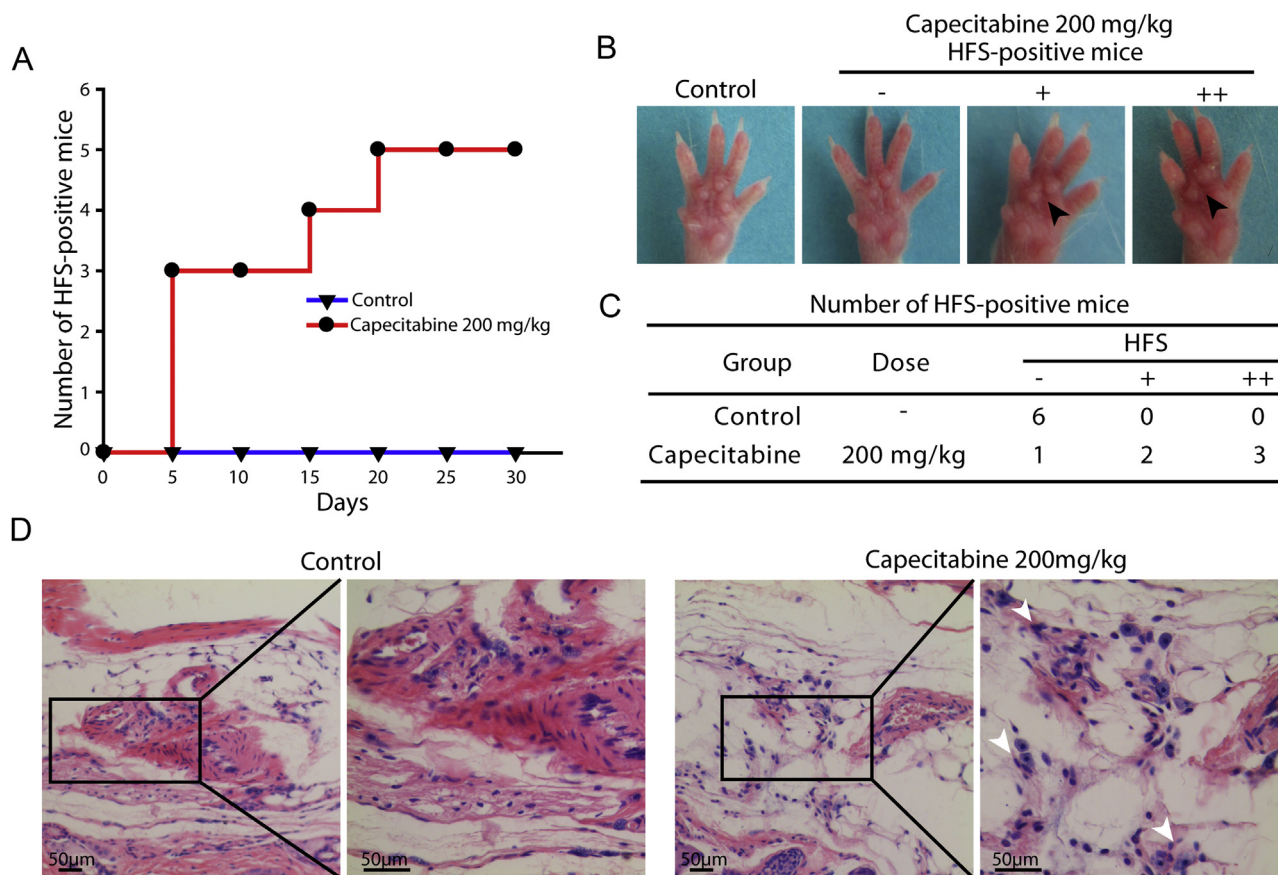 A
Number of HFS-positive mice
6
5
4
3
2
1
0
0 5 10 15 20 25 30
Days
Control
Capecitabine 200 mg/kg
B
Capecitabine 200 mg/kg
HFS-positive mice
Control - + ++
C
Number of HFS-positive mice
Group Dose HFS
- + ++
Control - 6 0 0
Capecitabine 200 mg/kg 1 2 3
D
Control
50μm 50μm
Capecitabine 200mg/kg
50μm 50μm